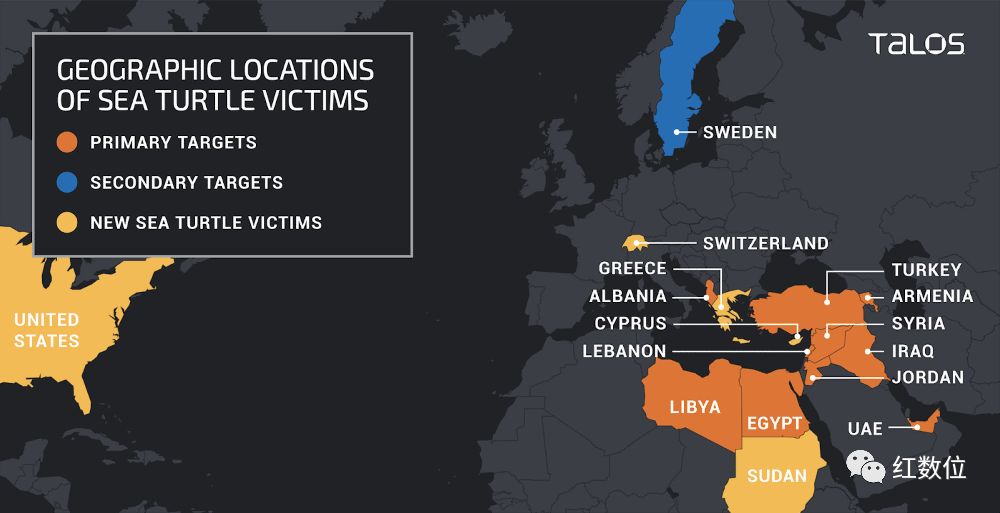 GEOGRAPHIC LOCATIONS
OF SEA TURTLE VICTIMS
PRIMARY TARGETS
SECONDARY TARGETS
NEW SEA TURTLE VICTIMS
TALOS
SWEDEN
SWITZERLAND
GREECE
TURKEY
ALBANIA
ARMENIA
CYPRUS
SYRIA
UNITED
STATES
LEBANON
IRAQ
JORDAN
LIBYA
EGYPT
UAE
SUDAN
红数位